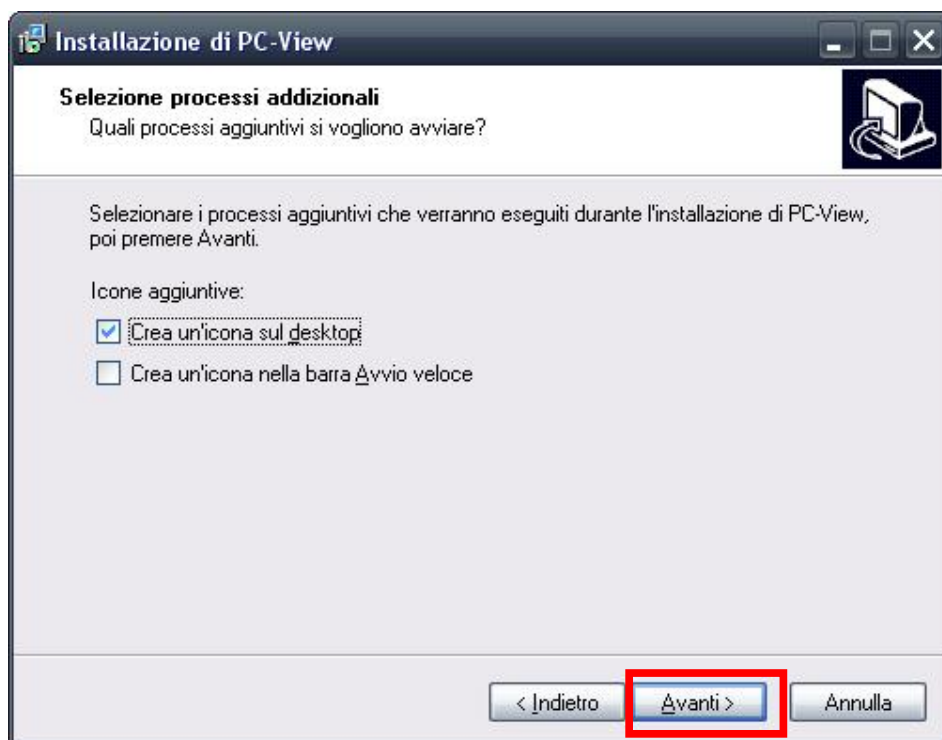 Installazione di PC-View
Selezione processi addizionali
Quali processi aggiuntivi si vogliono avviare?
Selezionare i processi aggiuntivi che verranno eseguiti durante l'installazione di PC-View,
poi premere Avanti.
Icone aggiuntive:
Crea un'icona sul desktop
Crea un'icona nella barra Avvio veloce
< Indietro
Avanti >
Annulla